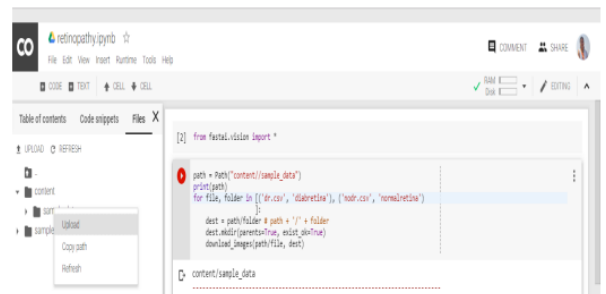 CO
retinopathy.ipynb
File Edit View Insert Runtime Tools Help
COMMENT SHARE
CODE TEXT CELL CELL
RAM
Disk
EDITING
Table of contents Code snippets Files X
UPLOAD REFRESH
..
content
sample
Upload
Copy path
Refresh
[2] from fastai.vision import *
path = Path("content//sample_data")
print(path)
for file, folder in [('dr.csv', 'diabretina'), ('nodr.csv', 'normalretina')
]:
dest = path/folder # path + '/' + folder
dest.mkdir(parents=True, exist_ok=True)
download_images(path/file, dest)
content/sample_data